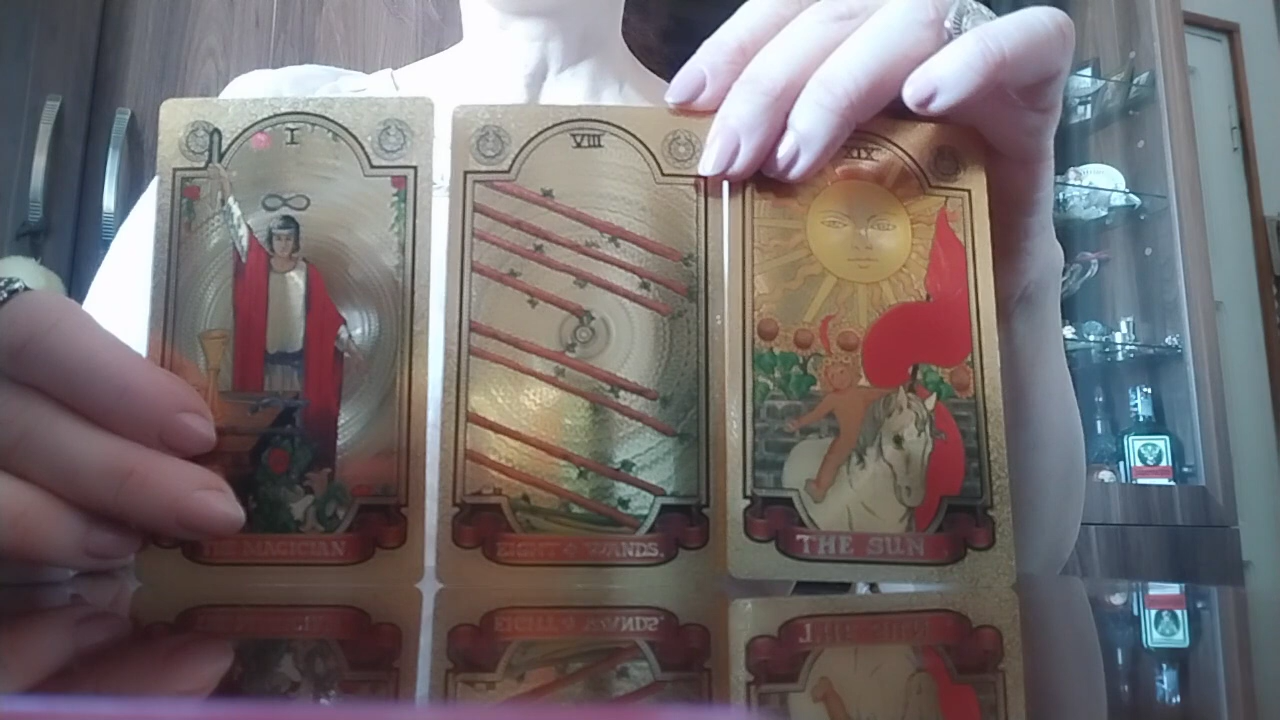 I
VIII
XIX
THE MAGICIAN
EIGHT of WANDS.
THE SUN